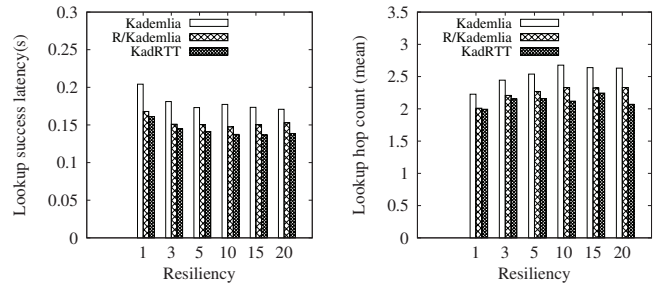 0.3
0.25
0.2
0.15
0.1
0.05
0
Lookup success latency(s)
Kademlia
R/Kademlia
KadRTT
1 3 5 10 15 20
Resiliency
3.5
3
2.5
2
1.5
1
0.5
0
Lookup hop count (mean)
Kademlia
R/Kademlia
KadRTT
1 3 5 10 15 20
Resiliency